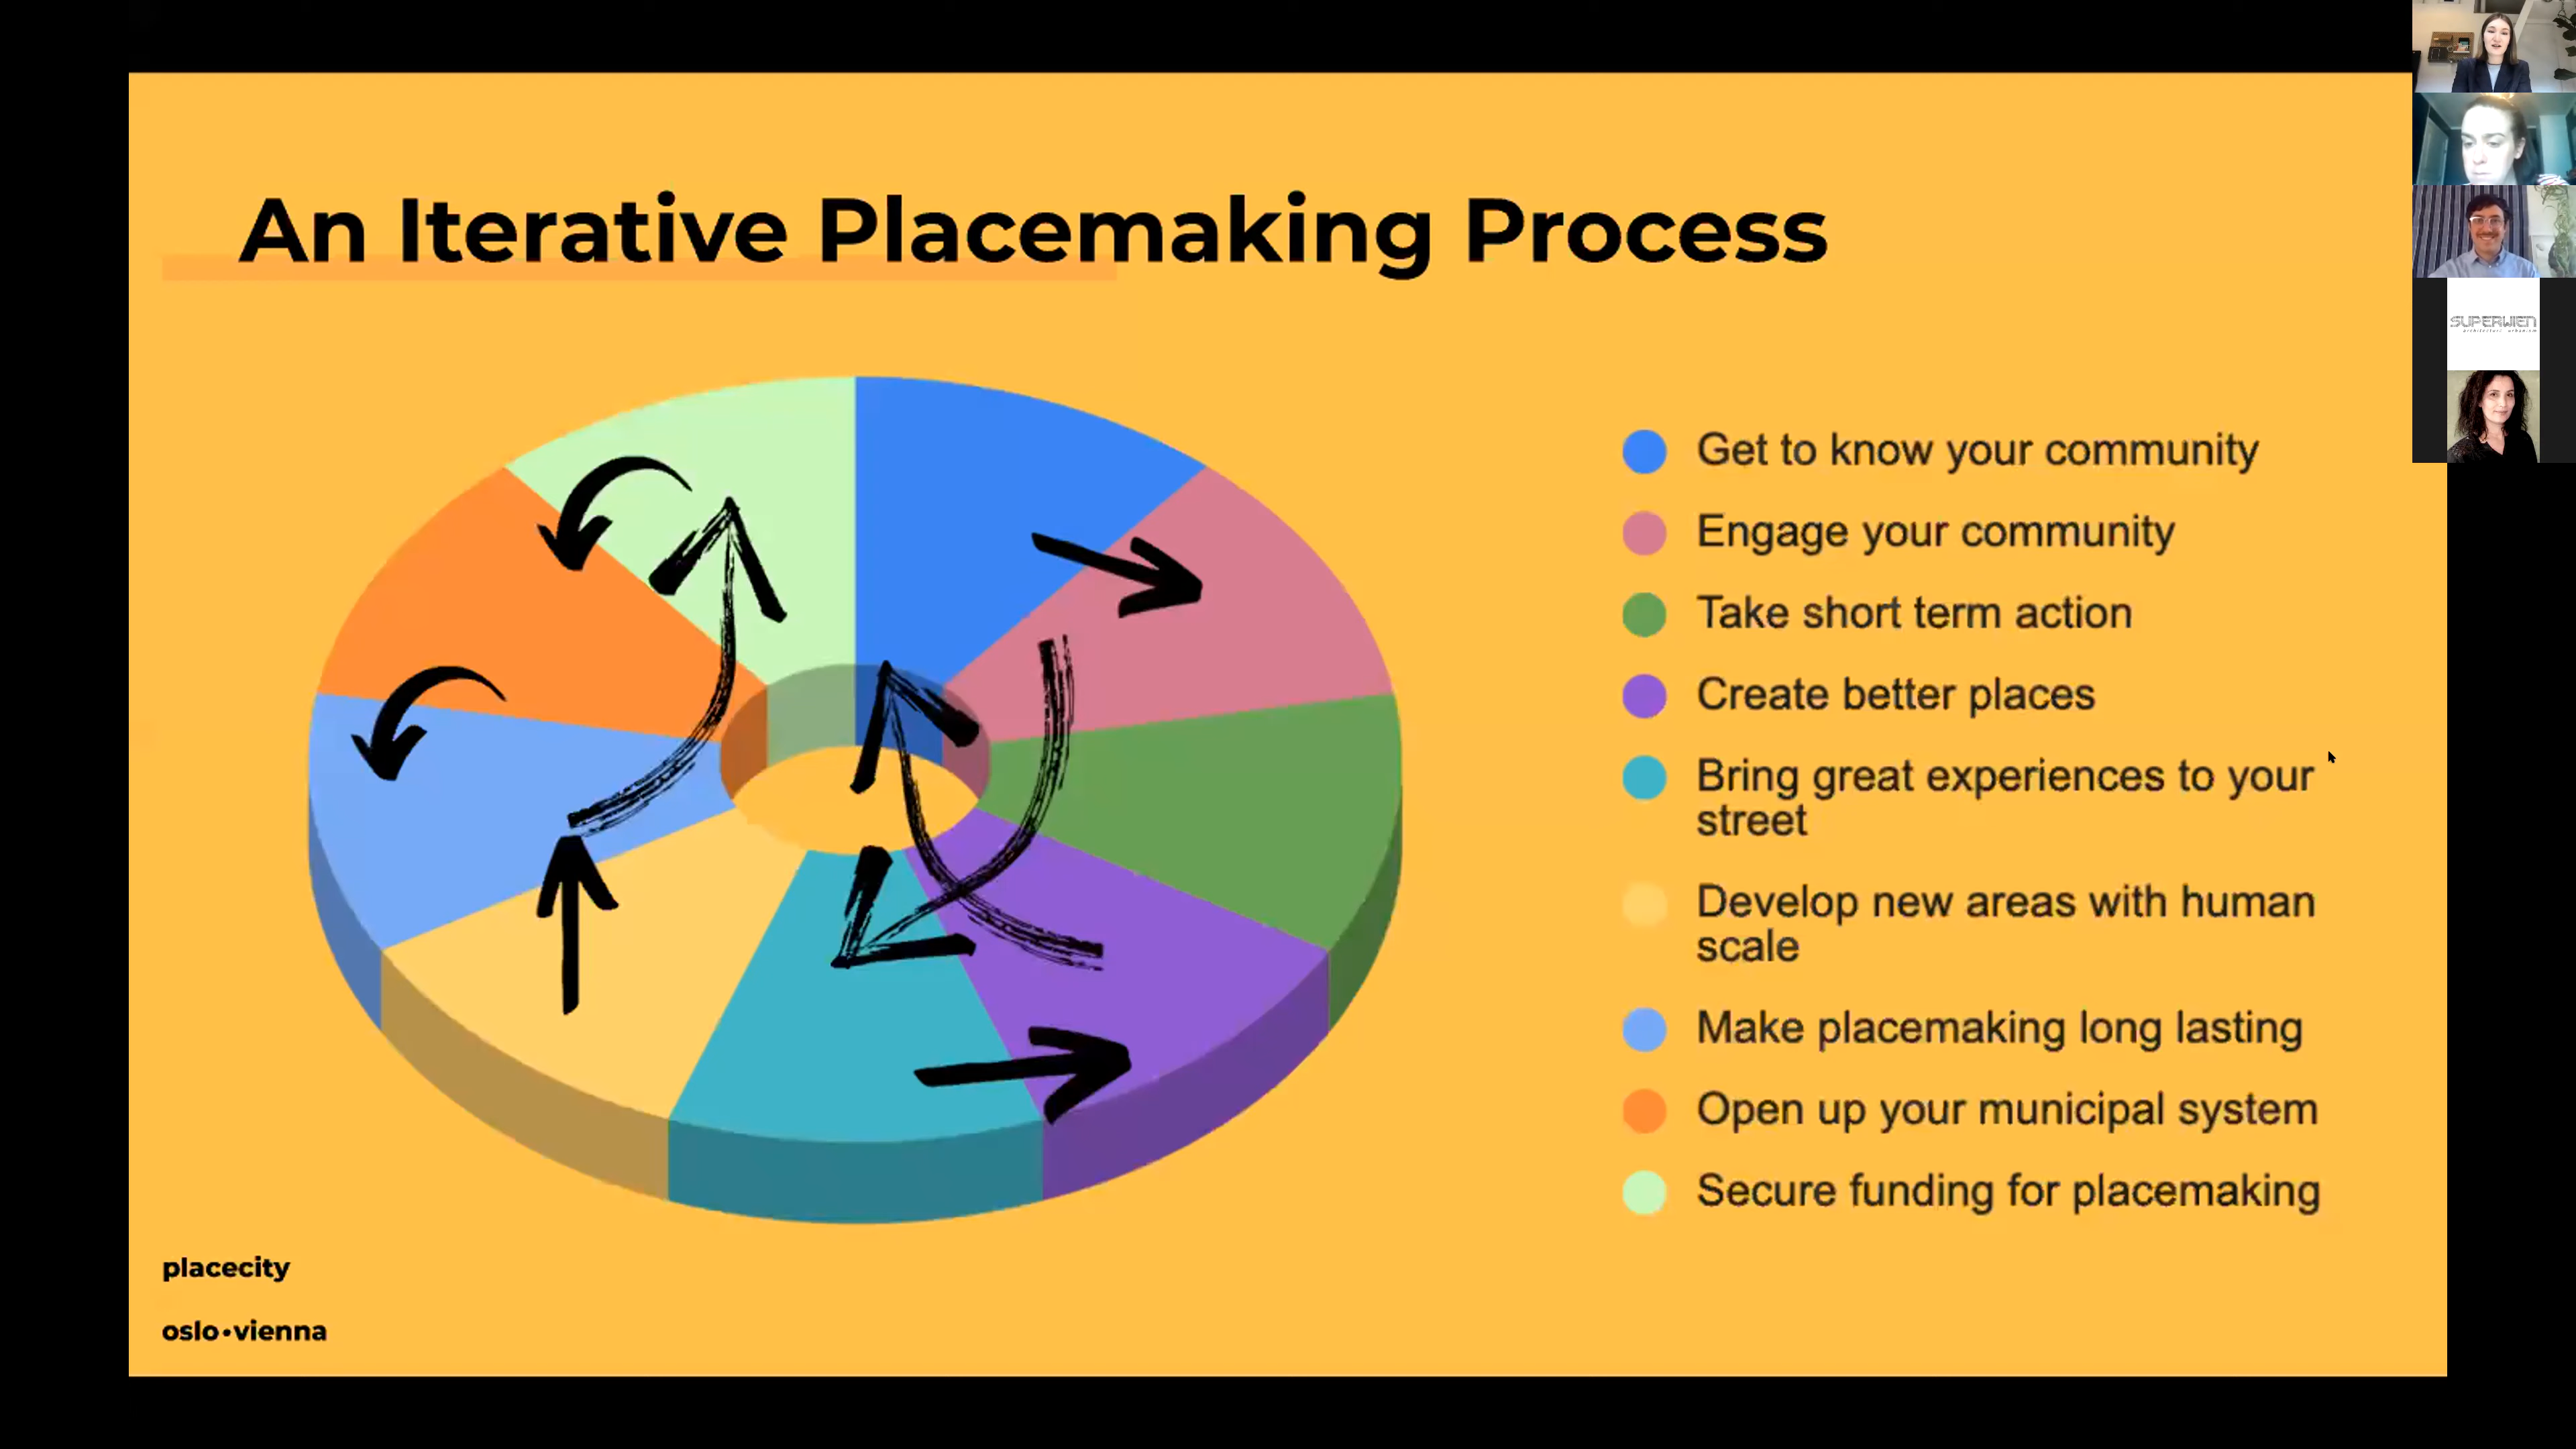 An Iterative Placemaking Process
Get to know your community
Engage your community
Take short term action
Create better places
Bring great experiences to your
street
Develop new areas with human
scale
Make placemaking long lasting
Open up your municipal system
Secure funding for placemaking
placecity
oslo•vienna
SUPERWIEN
architecture urbanism